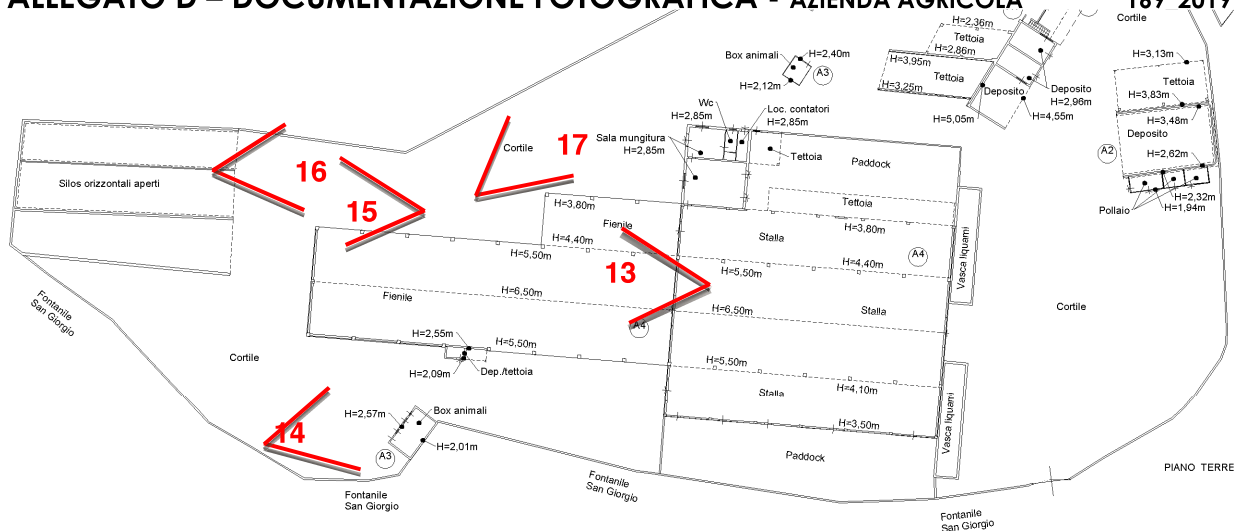 ALLEGATO D – DOCUMENTAZIONE FOTOGRAFICA - AZIENDA AGRICOLA 189_2019
Cortile
H=2,36m
Tettoia
H=2,86m
H=3,95m
Tettoia
H=3,25m
Deposito
Deposito
H=2,96m
H=4,55m
H=5,05m
Box animali
H=2,40m
A3
H=2,12m
H=3,13m
Tettoia
H=3,83m
H=3,48m
Deposito
A2
H=2,62m
H=2,32m
H=1,94m
Pollaio
Wc
H=2,85m
Loc. contatori
H=2,85m
Sala mungitura
H=2,85m
Tettoia
Paddock
Cortile
17
16
15
Silos orizzontali aperti
H=3,80m
Fienile
H=4,40m
H=5,50m
Tettoia
H=3,80m
Stalla
H=4,40m
A4
Vasca liquami
13
H=5,50m
H=6,50m
Fienile
H=6,50m
Stalla
Cortile
A4
Fontanile
San Giorgio
H=2,55m
H=5,50m
H=2,09m
Dep./tettoia
H=5,50m
H=4,10m
Stalla
H=3,50m
Vasca liquami
Cortile
14
H=2,57m
Box animali
H=2,01m
A3
Paddock
PIANO TERRE
Fontanile
San Giorgio
Fontanile
San Giorgio
Fontanile
San Giorgio